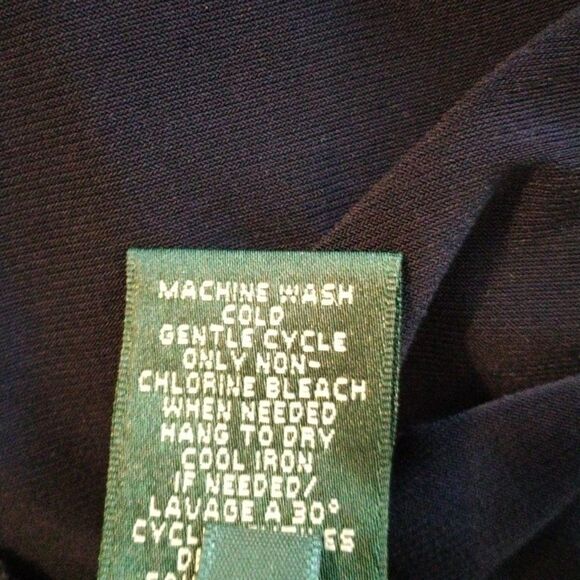 MACHINE WASH
COLD
GENTLE CYCLE
ONLY NON-
CHLORINE BLEACH
WHEN NEEDED
HANG TO DRY
COOL IRON
IF NEEDED/
LAVAGE A 30°